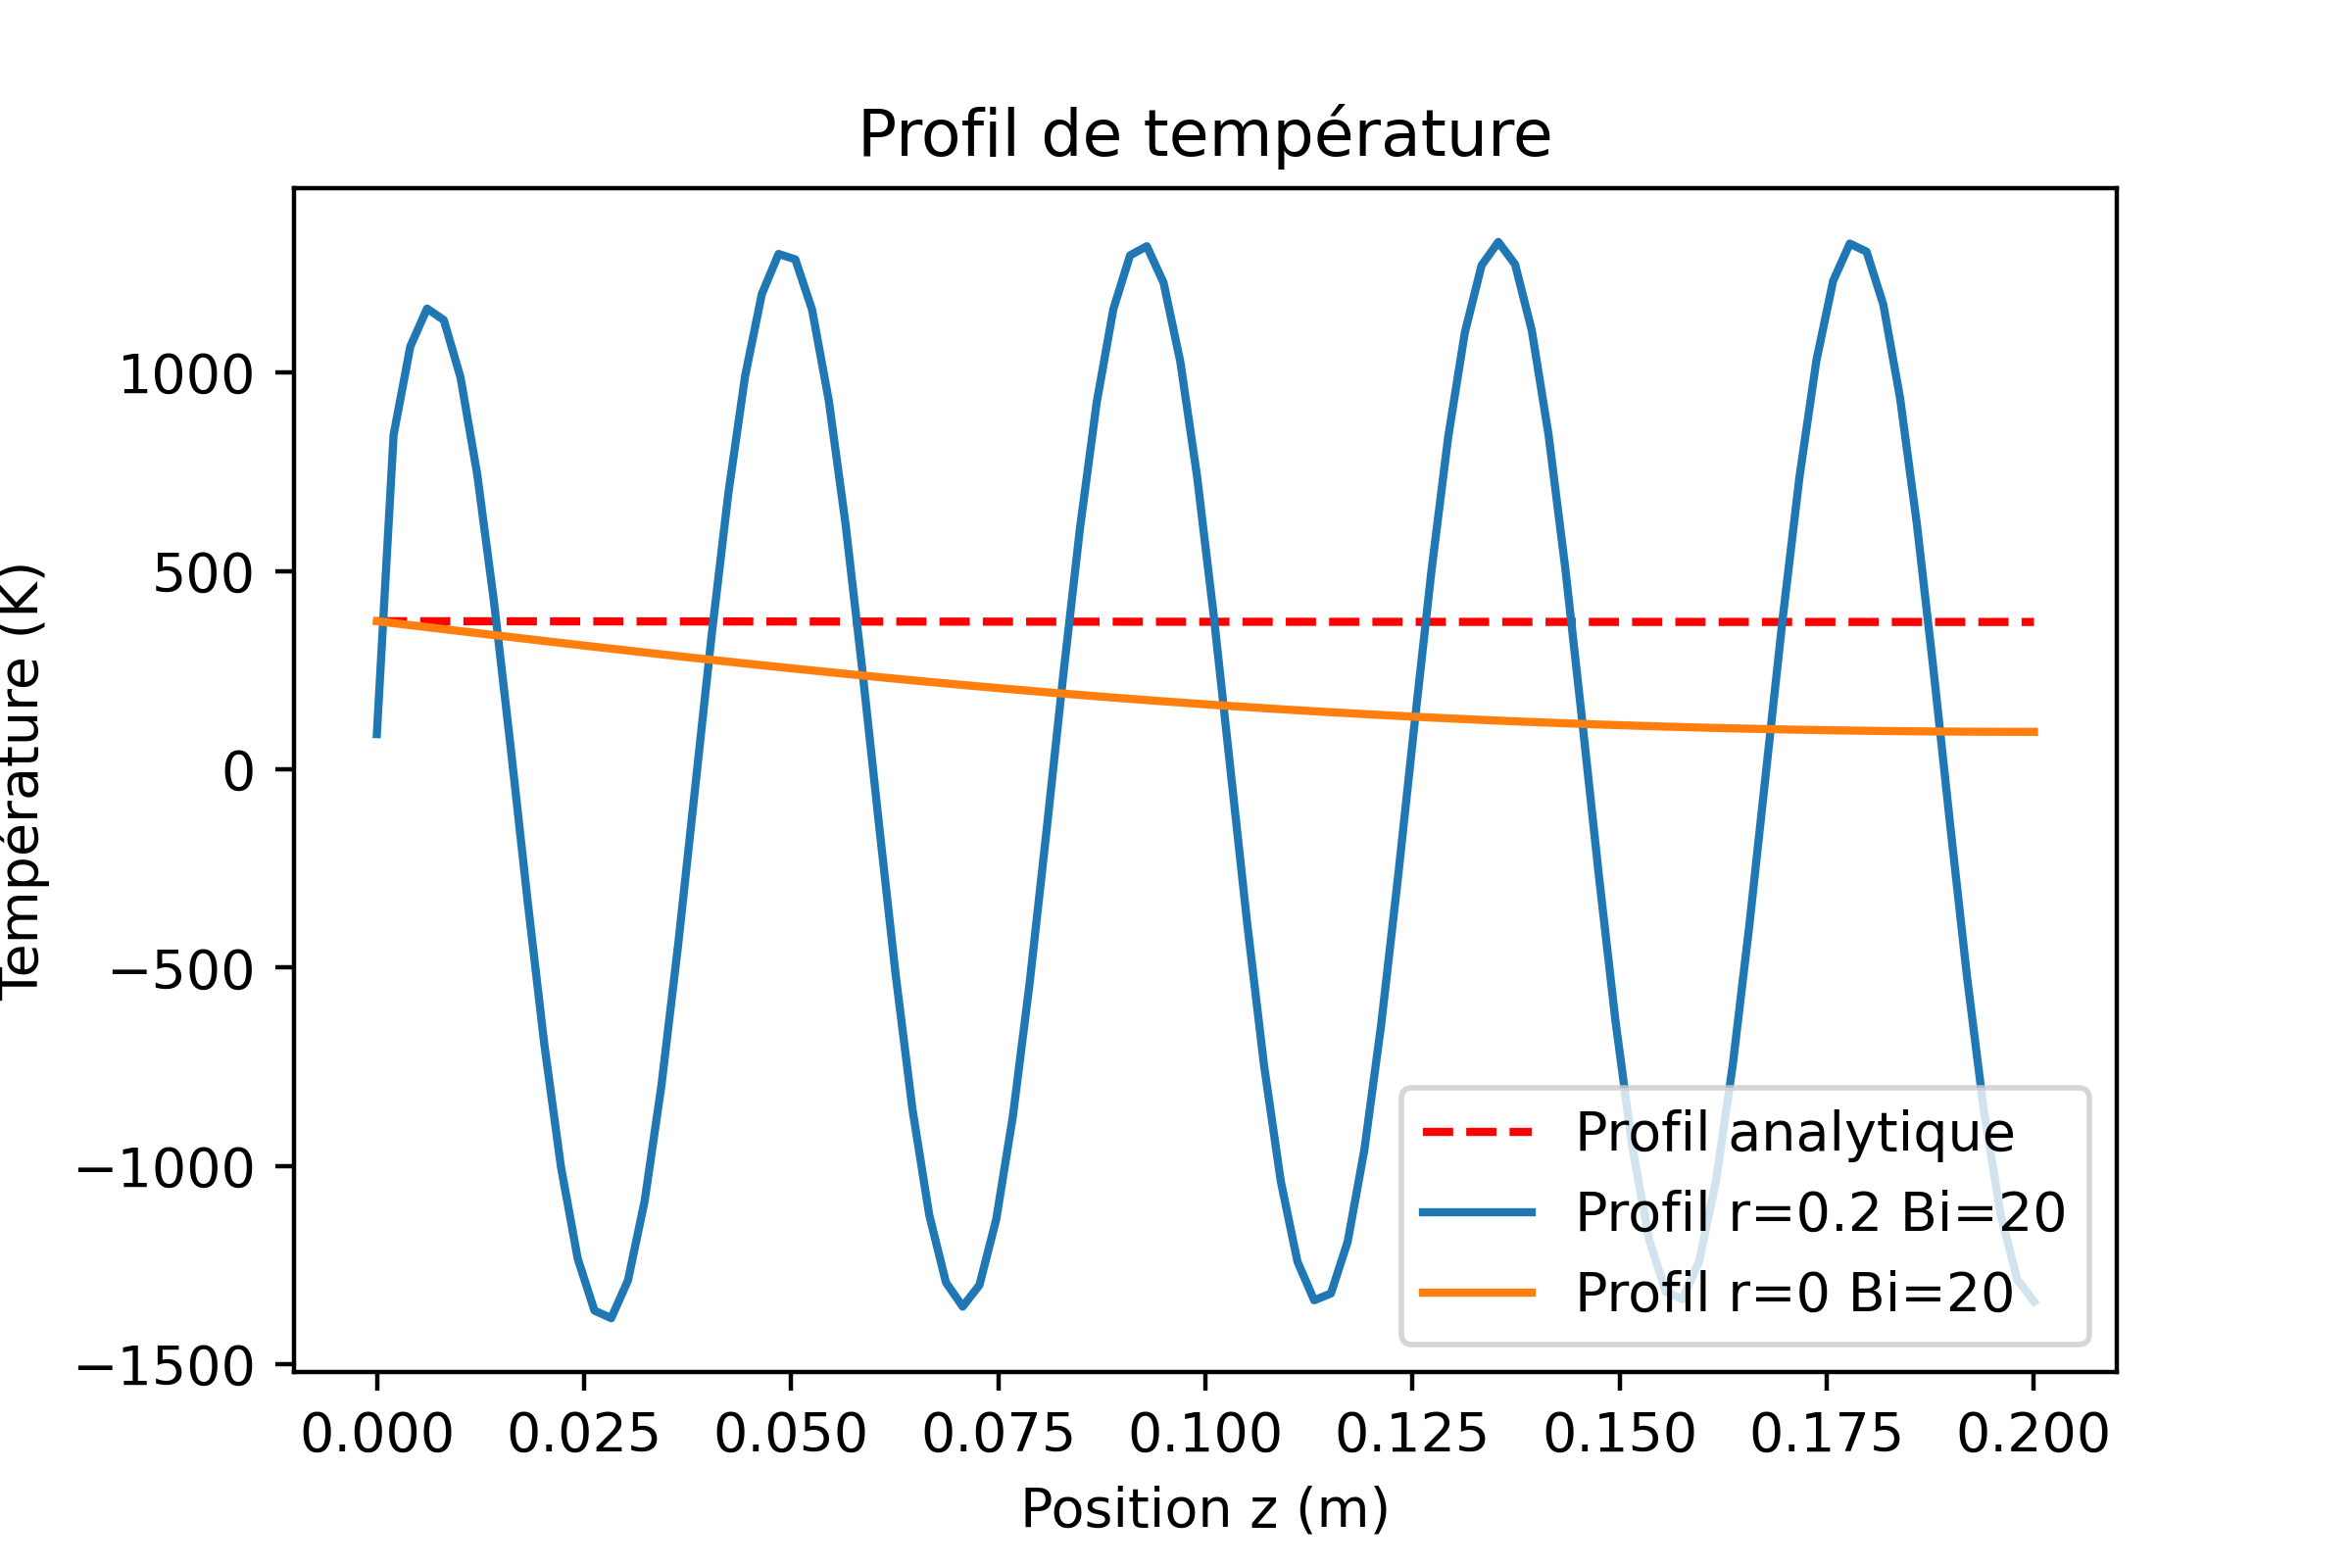 Profil de température
1000
500
0
−500
−1000
−1500
Température (K)
Profil analytique
Profil r=0.2 Bi=20
Profil r=0 Bi=20
0.000 0.025 0.050 0.075 0.100 0.125 0.150 0.175 0.200
Position z (m)